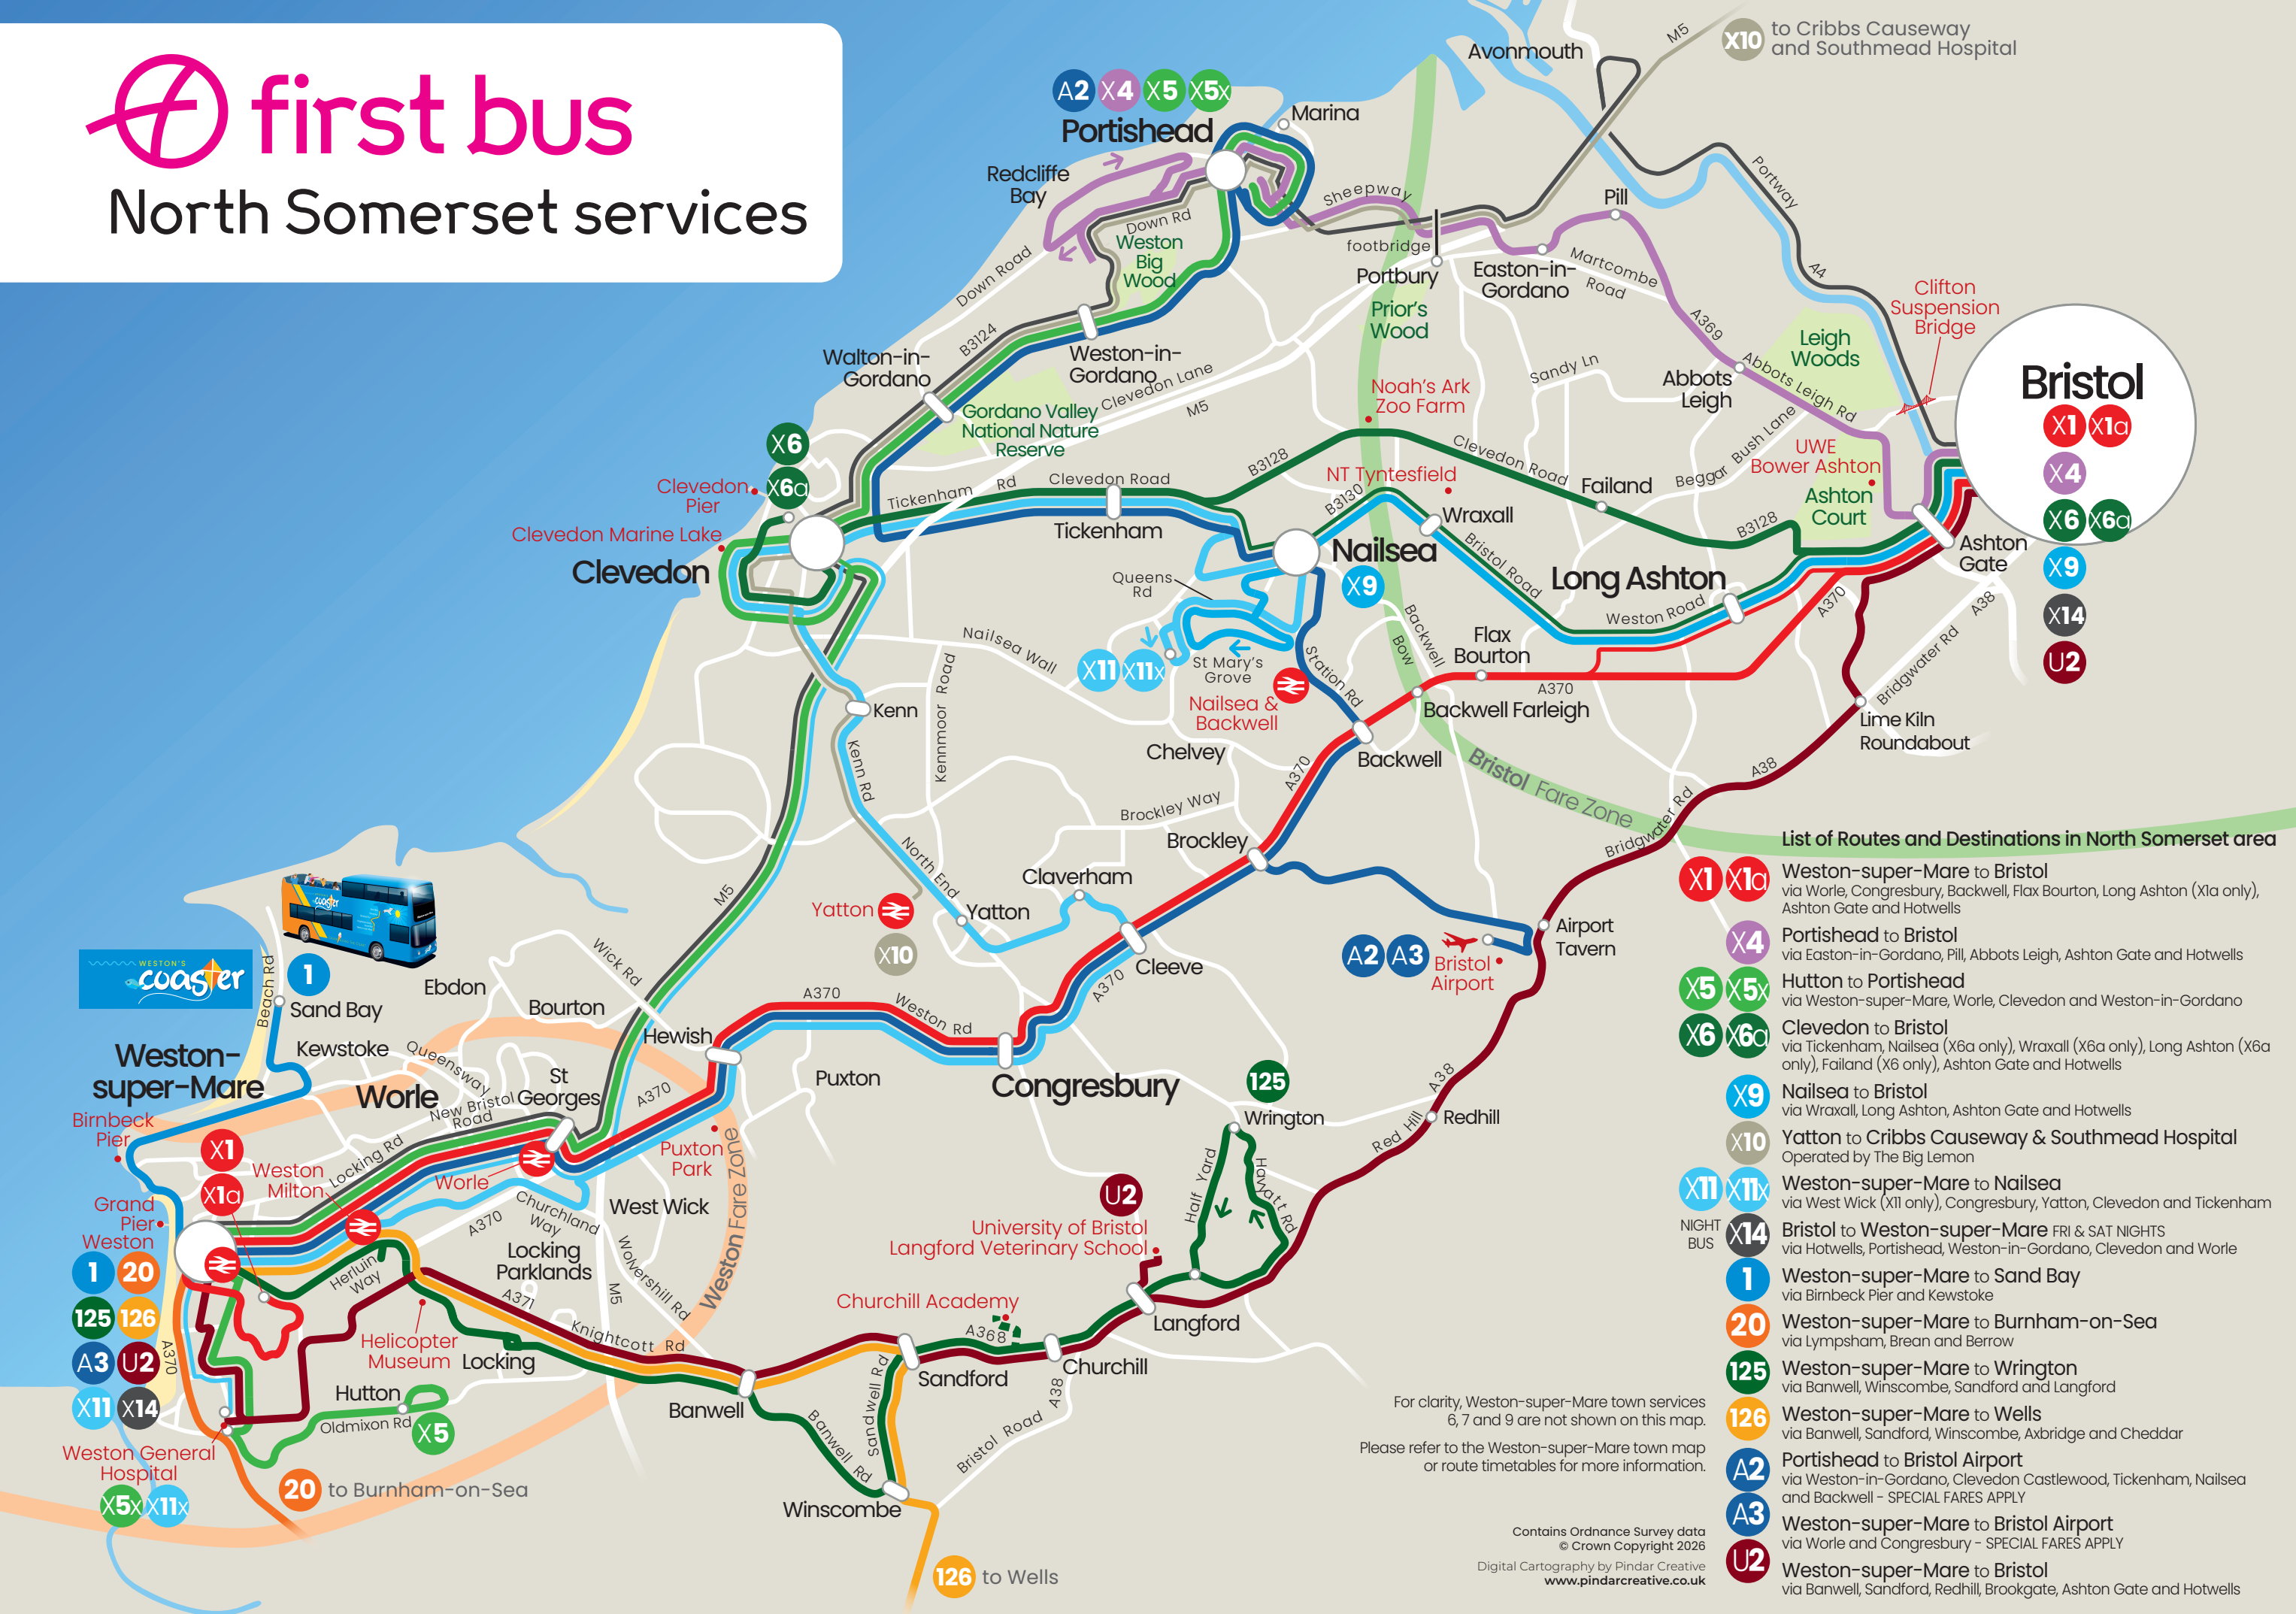 first bus
North Somerset services
X10
to Cribbs Causeway
and Southmead Hospital
M5
Avonmouth
A2 X4 X5 X5x
Portishead
Marina
Redcliffe
Bay
Down Rd
Down Road
Weston
Big
Wood
Sheepway
footbridge
Portbury
Pill
Easton-in-
Gordano
Martcombe
Road
Portway
A4
A369
Prior's
Wood
Clifton
Suspension
Bridge
Leigh
Woods
Abbots
Leigh
Abbots Leigh Rd
Sandy Ln
Beggar Bush Lane
UWE
Bower Ashton
Ashton
Court
Bristol
X1 X1a
X4
X6 X6a
X9
X14
U2
Ashton
Gate
A38
B3124
Walton-in-
Gordano
Weston-in-
Gordano
Clevedon Lane
M5
Gordano Valley
National Nature
Reserve
Noah's Ark
Zoo Farm
X6
X6a
Clevedon
Pier
Clevedon Marine Lake
Clevedon
Tickenham Rd
Clevedon Road
Tickenham
B3128
Clevedon Road
Failand
B3128
NT Tyntesfield
B3130
Wraxall
Nailsea
X9
Bristol Road
Long Ashton
Weston Road
A370
Bridgwater Rd
Queens
Rd
X11 X11x
St Mary's
Grove
Nailsea &
Backwell
Station Rd
Backwell
Bow
Flax
Bourton
A370
Backwell Farleigh
Backwell
Lime Kiln
Roundabout
Nailsea Wall
Kenn
Kenn Rd
Kennmoor Road
Chelvey
Brockley Way
Brockley
A370
Bristol Fare Zone
A38
Bridgwater Rd
North End
Claverham
Yatton
Yatton
X10
Cleeve
A370
A2 A3
Bristol
Airport
Airport
Tavern
M5
Wick Rd
WESTON'S
coaster
coaster
Beach Rd
1
Sand Bay
Ebdon
Bourton
Hewish
A370
Weston Rd
Puxton
Congresbury
Weston-
super-Mare
Kewstoke
Queensway
Worle
New Bristol
Road
St
Georges
A370
Birnbeck
Pier
X1
X1a
Weston
Milton
Locking Rd
Worle
Puxton
Park
Weston Fare Zone
Grand
Pier
Weston
A370
Churchland
Way
West Wick
Locking
Parklands
Wolvershill Rd
M5
1 20
125 126
A3 U2
X11 X14
A370
Herluin
Way
A371
Helicopter
Museum
Locking
Knightcott Rd
Hutton
Oldmixon Rd
X5
Weston General
Hospital
X5x X11x
20 to Burnham-on-Sea
125
Wrington
Half Yard
Havyatt Rd
Redhill
Red Hill
A38
U2
University of Bristol
Langford Veterinary School
Churchill Academy
A368
Langford
Churchill
Sandford
A38
Bristol Road
Banwell
Banwell Rd
Sandwell Rd
Winscombe
126 to Wells
For clarity, Weston-super-Mare town services
6, 7 and 9 are not shown on this map.
Please refer to the Weston-super-Mare town map
or route timetables for more information.
Contains Ordnance Survey data
© Crown Copyright 2026
Digital Cartography by Pindar Creative
www.pindarcreative.co.uk
List of Routes and Destinations in North Somerset area
X1 X1a Weston-super-Mare to Bristol
via Worle, Congresbury, Backwell, Flax Bourton, Long Ashton (X1a only),
Ashton Gate and Hotwells
X4 Portishead to Bristol
via Easton-in-Gordano, Pill, Abbots Leigh, Ashton Gate and Hotwells
X5 X5x Hutton to Portishead
via Weston-super-Mare, Worle, Clevedon and Weston-in-Gordano
X6 X6a Clevedon to Bristol
via Tickenham, Nailsea (X6a only), Wraxall (X6a only), Long Ashton (X6a
only), Failand (X6 only), Ashton Gate and Hotwells
X9 Nailsea to Bristol
via Wraxall, Long Ashton, Ashton Gate and Hotwells
X10 Yatton to Cribbs Causeway & Southmead Hospital
Operated by The Big Lemon
X11 X11x Weston-super-Mare to Nailsea
via West Wick (X11 only), Congresbury, Yatton, Clevedon and Tickenham
NIGHT
BUS
X14 Bristol to Weston-super-Mare FRI & SAT NIGHTS
via Hotwells, Portishead, Weston-in-Gordano, Clevedon and Worle
1 Weston-super-Mare to Sand Bay
via Birnbeck Pier and Kewstoke
20 Weston-super-Mare to Burnham-on-Sea
via Lympsham, Brean and Berrow
125 Weston-super-Mare to Wrington
via Banwell, Winscombe, Sandford and Langford
126 Weston-super-Mare to Wells
via Banwell, Sandford, Winscombe, Axbridge and Cheddar
A2 Portishead to Bristol Airport
via Weston-in-Gordano, Clevedon Castlewood, Tickenham, Nailsea
and Backwell - SPECIAL FARES APPLY
A3 Weston-super-Mare to Bristol Airport
via Worle and Congresbury - SPECIAL FARES APPLY
U2 Weston-super-Mare to Bristol
via Banwell, Sandford, Redhill, Brookgate, Ashton Gate and Hotwells